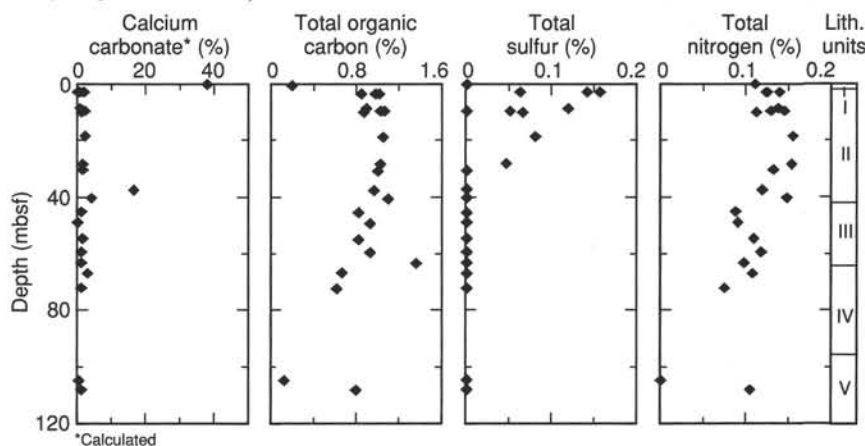 Calcium carbonate* (%)
Total organic carbon (%)
Total sulfur (%)
Total nitrogen (%)
Lith. units
0 20 40
0.8 1.6
0 0.1 0.2
0 0.1 0.2
0
40
80
120
Depth (mbsf)
I
II
III
IV
V
*Calculated